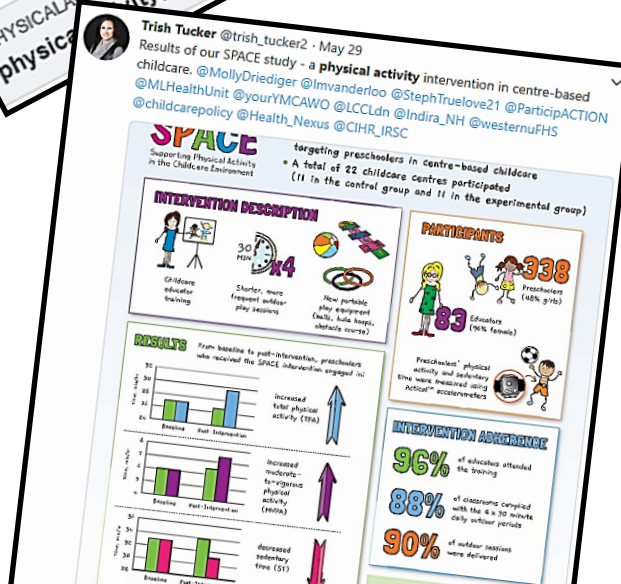 PHYSICALA
physica
Trish Tucker @trish_tucker2 · May 29
Results of our SPACE study - a physical activity intervention in centre-based
childcare. @MollyDriediger @lmvanderloo @StephTruelove21 @ParticipACTION
@MLHealthUnit @yourYMCAWO @LCCLdn @Indira_NH @westernuFHS
@childcarepolicy @Health_Nexus @CIHR_IRSC
SPACE
Supporting Physical Activity
in the Childcare Environment
targeting preschoolers in centre-based childcare
• A total of 22 childcare centres participated
(11 in the control group and 11 in the experimental group)
INTERVENTION DESCRIPTION
Childcare
educator
training
30
MIN
x4
Shorter, more
frequent outdoor
play sessions
New portable
play equipment
(balls, hula hoops,
obstacle course)
PARTICIPANTS
338
Preschoolers
(48% girls)
83
Educators
(96% female)
Preschoolers' physical
activity and sedentary
time were measured using
Actical™ accelerometers
RESULTS
From baseline to post-intervention, preschoolers
who received the SPACE intervention engaged in:
Baseline
Post-Intervention
increased
total physical
activity (TPA)
Baseline
Post-Intervention
increased
moderate-
to-vigorous
physical
activity
(MVPA)
Baseline
decreased
sedentary
time (ST)
INTERVENTION ADHERENCE
96%
of educators attended
the training
88%
of classrooms complied
with the 4 x 30 minute
daily outdoor periods
90%
of outdoor sessions
were delivered